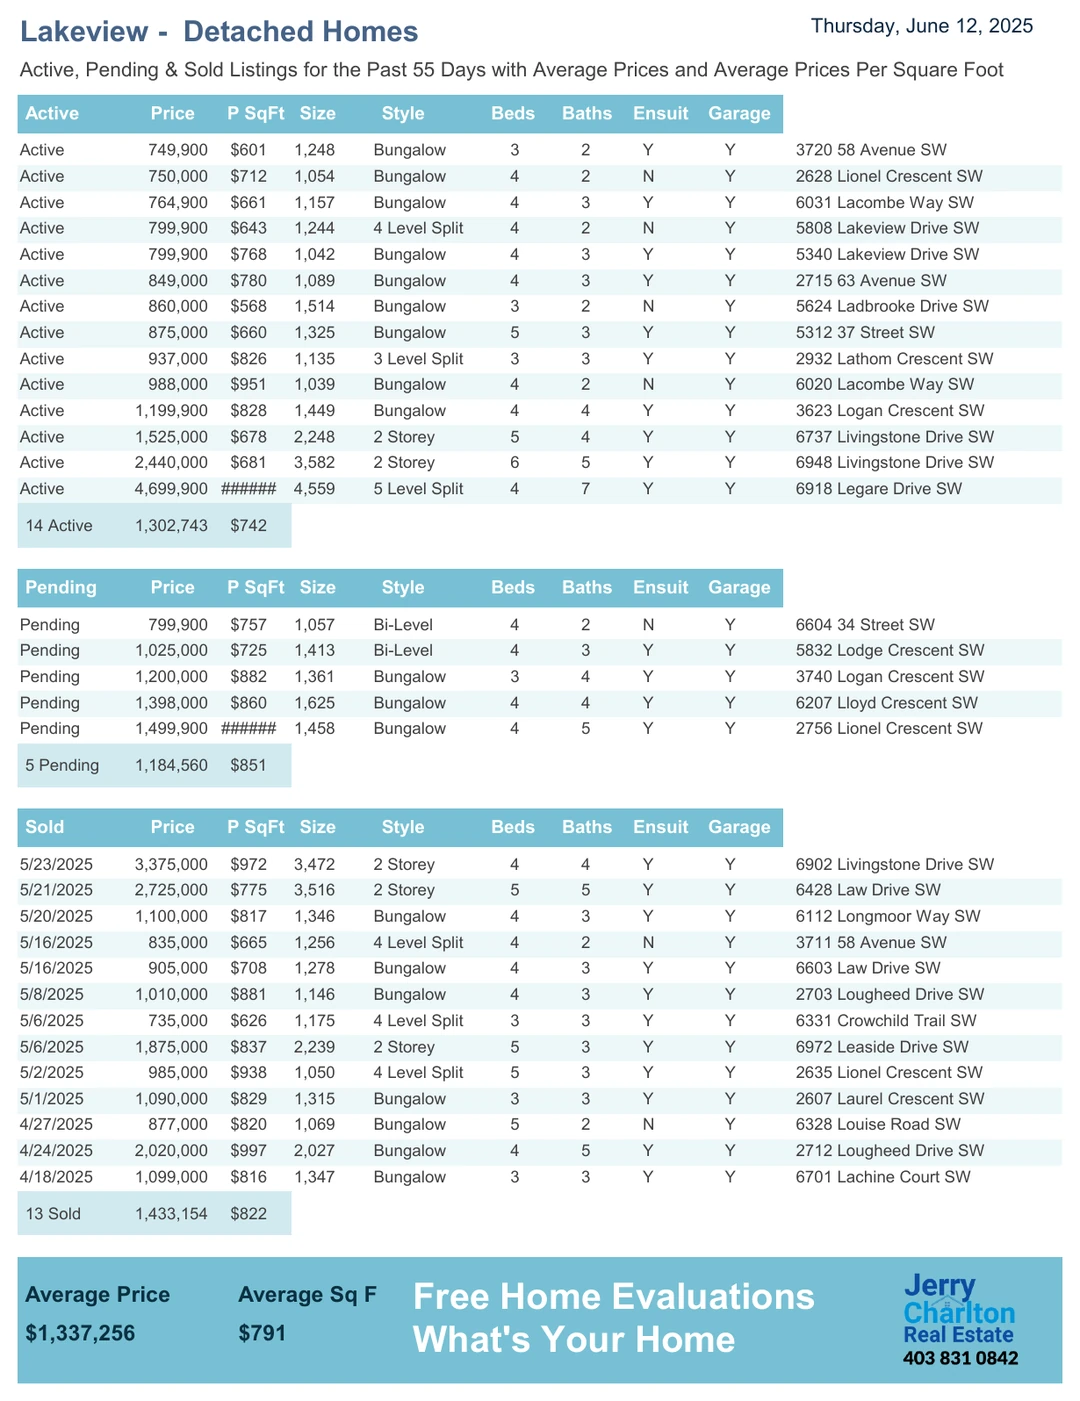 Lakeview - Detached Homes
Thursday, June 12, 2025
Active, Pending & Sold Listings for the Past 55 Days with Average Prices and Average Prices Per Square Foot
Active Price P SqFt Size Style Beds Baths Ensuit Garage
Active 749,900 $601 1,248 Bungalow 3 2 Y Y 3720 58 Avenue SW
Active 750,000 $712 1,054 Bungalow 4 2 N Y 2628 Lionel Crescent SW
Active 764,900 $661 1,157 Bungalow 4 3 Y Y 6031 Lacombe Way SW
Active 799,900 $643 1,244 4 Level Split 4 2 N Y 5808 Lakeview Drive SW
Active 799,900 $768 1,042 Bungalow 4 3 Y Y 5340 Lakeview Drive SW
Active 849,000 $780 1,089 Bungalow 4 3 Y Y 2715 63 Avenue SW
Active 860,000 $568 1,514 Bungalow 3 2 N Y 5624 Ladbrooke Drive SW
Active 875,000 $660 1,325 Bungalow 5 3 Y Y 5312 37 Street SW
Active 937,000 $826 1,135 3 Level Split 3 3 Y Y 2932 Lathom Crescent SW
Active 988,000 $951 1,039 Bungalow 4 2 N Y 6020 Lacombe Way SW
Active 1,199,900 $828 1,449 Bungalow 4 4 Y Y 3623 Logan Crescent SW
Active 1,525,000 $678 2,248 2 Storey 5 4 Y Y 6737 Livingstone Drive SW
Active 2,440,000 $681 3,582 2 Storey 6 5 Y Y 6948 Livingstone Drive SW
Active 4,699,900 ###### 4,559 5 Level Split 4 7 Y Y 6918 Legare Drive SW
14 Active 1,302,743 $742
Pending Price P SqFt Size Style Beds Baths Ensuit Garage
Pending 799,900 $757 1,057 Bi-Level 4 2 N Y 6604 34 Street SW
Pending 1,025,000 $725 1,413 Bi-Level 4 3 Y Y 5832 Lodge Crescent SW
Pending 1,200,000 $882 1,361 Bungalow 3 4 Y Y 3740 Logan Crescent SW
Pending 1,398,000 $860 1,625 Bungalow 4 4 Y Y 6207 Lloyd Crescent SW
Pending 1,499,900 ###### 1,458 Bungalow 4 5 Y Y 2756 Lionel Crescent SW
5 Pending 1,184,560 $851
Sold Price P SqFt Size Style Beds Baths Ensuit Garage
5/23/2025 3,375,000 $972 3,472 2 Storey 4 4 Y Y 6902 Livingstone Drive SW
5/21/2025 2,725,000 $775 3,516 2 Storey 5 5 Y Y 6428 Law Drive SW
5/20/2025 1,100,000 $817 1,346 Bungalow 4 3 Y Y 6112 Longmoor Way SW
5/16/2025 835,000 $665 1,256 4 Level Split 4 2 N Y 3711 58 Avenue SW
5/16/2025 905,000 $708 1,278 Bungalow 4 3 Y Y 6603 Law Drive SW
5/8/2025 1,010,000 $881 1,146 Bungalow 4 3 Y Y 2703 Lougheed Drive SW
5/6/2025 735,000 $626 1,175 4 Level Split 3 3 Y Y 6331 Crowchild Trail SW
5/6/2025 1,875,000 $837 2,239 2 Storey 5 3 Y Y 6972 Leaside Drive SW
5/2/2025 985,000 $938 1,050 4 Level Split 5 3 Y Y 2635 Lionel Crescent SW
5/1/2025 1,090,000 $829 1,315 Bungalow 3 3 Y Y 2607 Laurel Crescent SW
4/27/2025 877,000 $820 1,069 Bungalow 5 2 N Y 6328 Louise Road SW
4/24/2025 2,020,000 $997 2,027 Bungalow 4 5 Y Y 2712 Lougheed Drive SW
4/18/2025 1,099,000 $816 1,347 Bungalow 3 3 Y Y 6701 Lachine Court SW
13 Sold 1,433,154 $822
Average Price Average Sq F
$1,337,256 $791
Free Home Evaluations
What's Your Home
Jerry
Charlton
Real Estate
403 831 0842